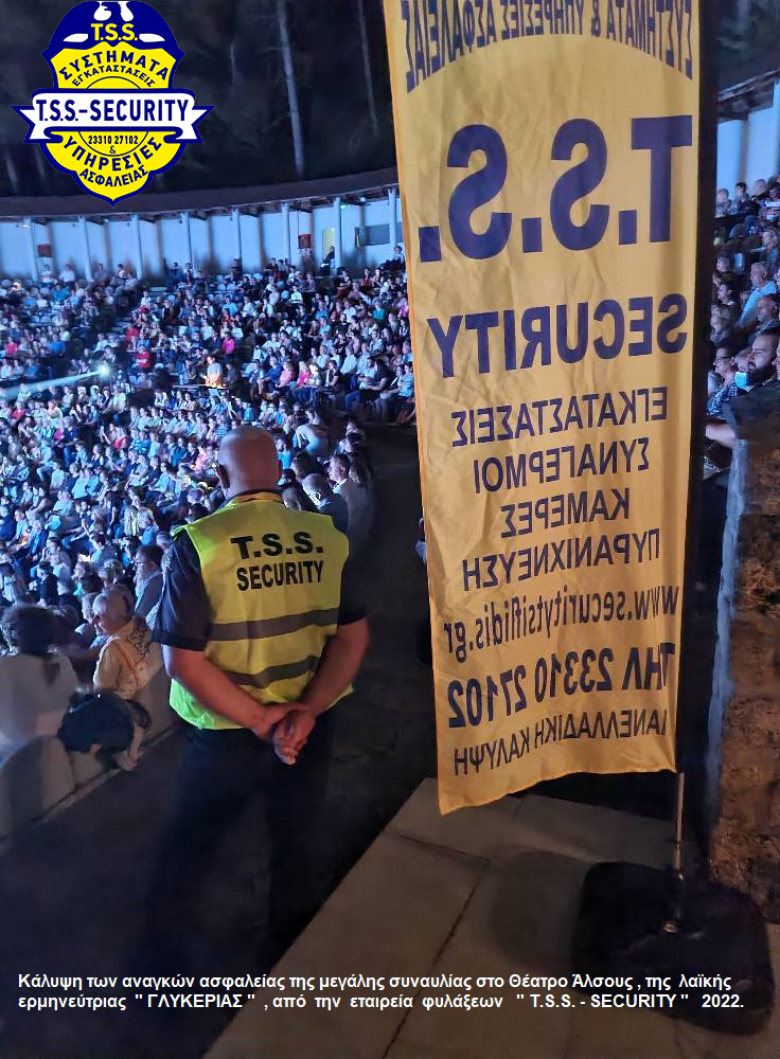 T.S.S.
ΣΥΣΤΗΜΑΤΑ
ΕΓΚΑΤΑΣΤΑΣΕΙΣ
T.S.S.-SECURITY
23310 27102
&
ΥΠΗΡΕΣΙΕΣ
ΑΣΦΑΛΕΙΑΣ
ΣΥΣΤΗΜΑΤΑ & ΥΠΗΡΕΣΙΕΣ ΑΣΦΑΛΕΙΑΣ
T.S.S.
SECURITY
ΕΓΚΑΤΑΣΤΑΣΕΙΣ
ΣΥΝΑΓΕΡΜΟΙ
ΚΑΜΕΡΕΣ
ΠΥΡΑΝΙΧΝΕΥΣΗ
www.securitytsiflidis.gr
ΤΗΛ 23310 27102
ΠΑΝΕΛΛΑΔΙΚΗ ΚΑΛΥΨΗ
T.S.S.
SECURITY
Κάλυψη των αναγκών ασφαλείας της μεγάλης συναυλίας στο Θέατρο Άλσους , της λαϊκής
ερμηνεύτριας " ΓΛΥΚΕΡΙΑΣ " , από την εταιρεία φυλάξεων " T.S.S. - SECURITY " 2022.